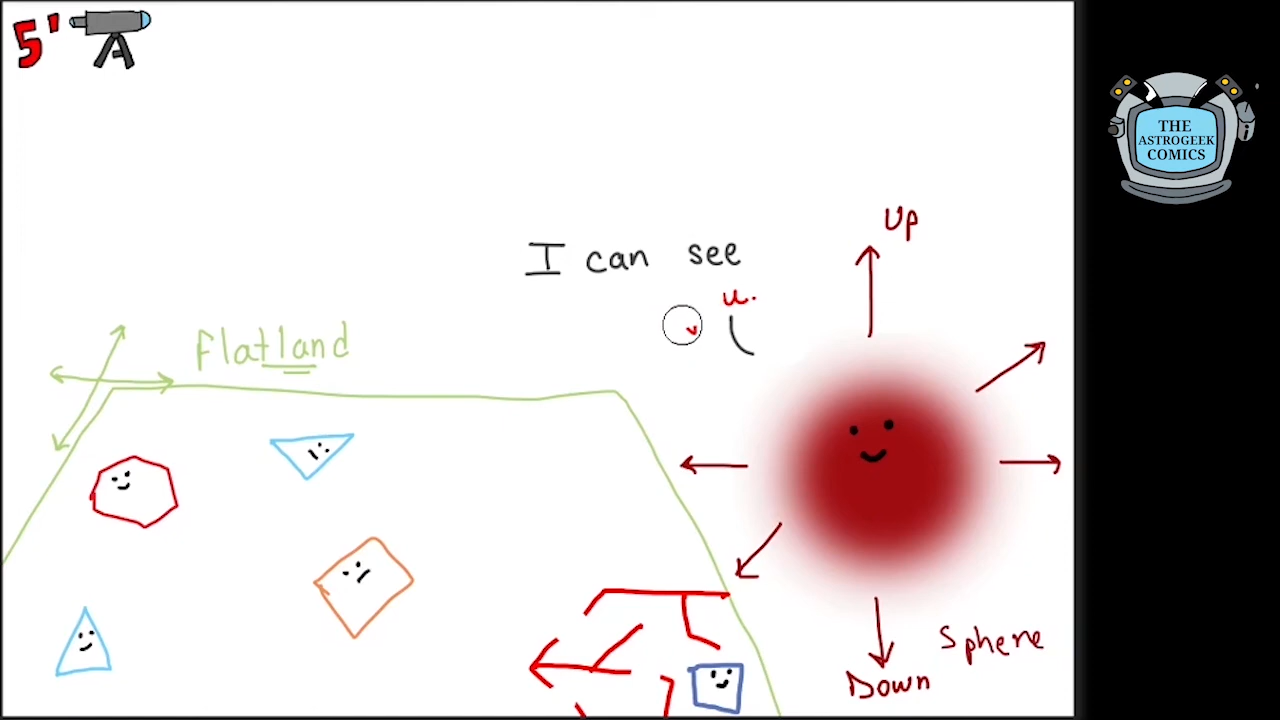 5'
THE
ASTROGEEK
COMICS
Up
I can see
u.
Flatland
Sphere
Down